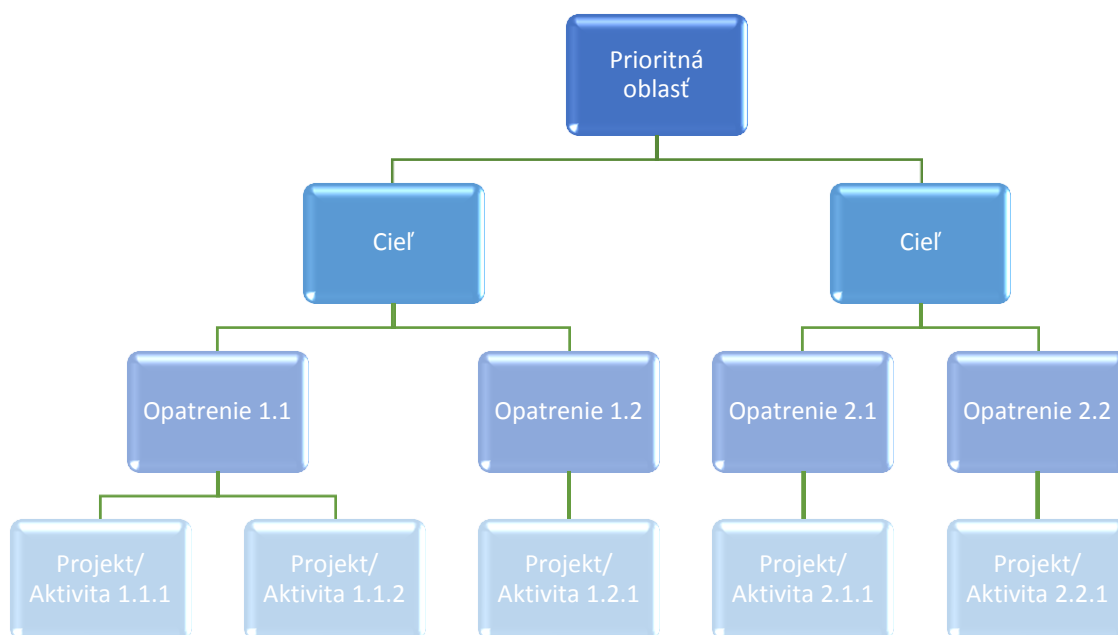 Prioritná
oblasť
Cieľ
Cieľ
Opatrenie 1.1
Opatrenie 1.2
Opatrenie 2.1
Opatrenie 2.2
Projekt/
Aktivita 1.1.1
Projekt/
Aktivita 1.1.2
Projekt/
Aktivita 1.2.1
Projekt/
Aktivita 2.1.1
Projekt/
Aktivita 2.2.1